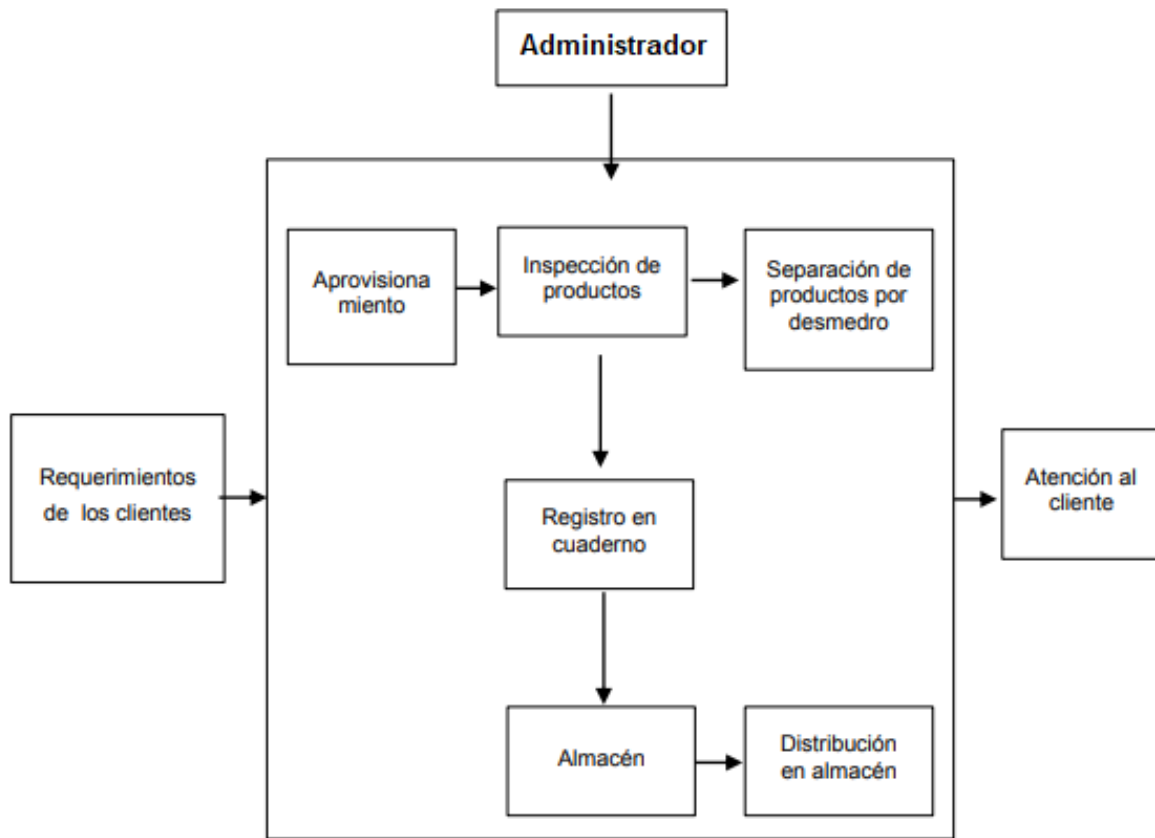 Administrador
Aprovisiona
miento
Inspección de
productos
Separación de
productos por
desmedro
Requerimientos
de los clientes
Registro en
cuaderno
Atención al
cliente
Almacén
Distribución
en almacén